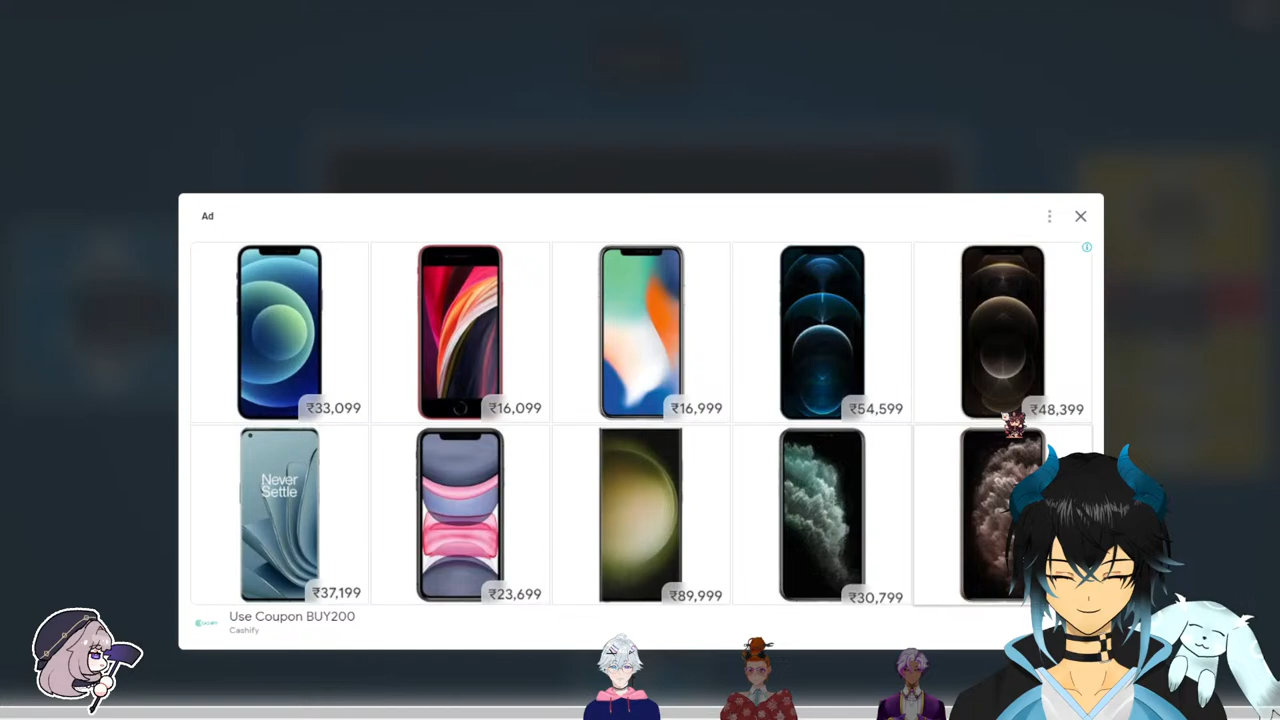 Ad
₹33,099
₹16,099
₹16,999
₹54,599
₹48,399
Never
Settle
₹37,199
₹23,699
₹89,999
₹30,799
Use Coupon BUY200
Cashify